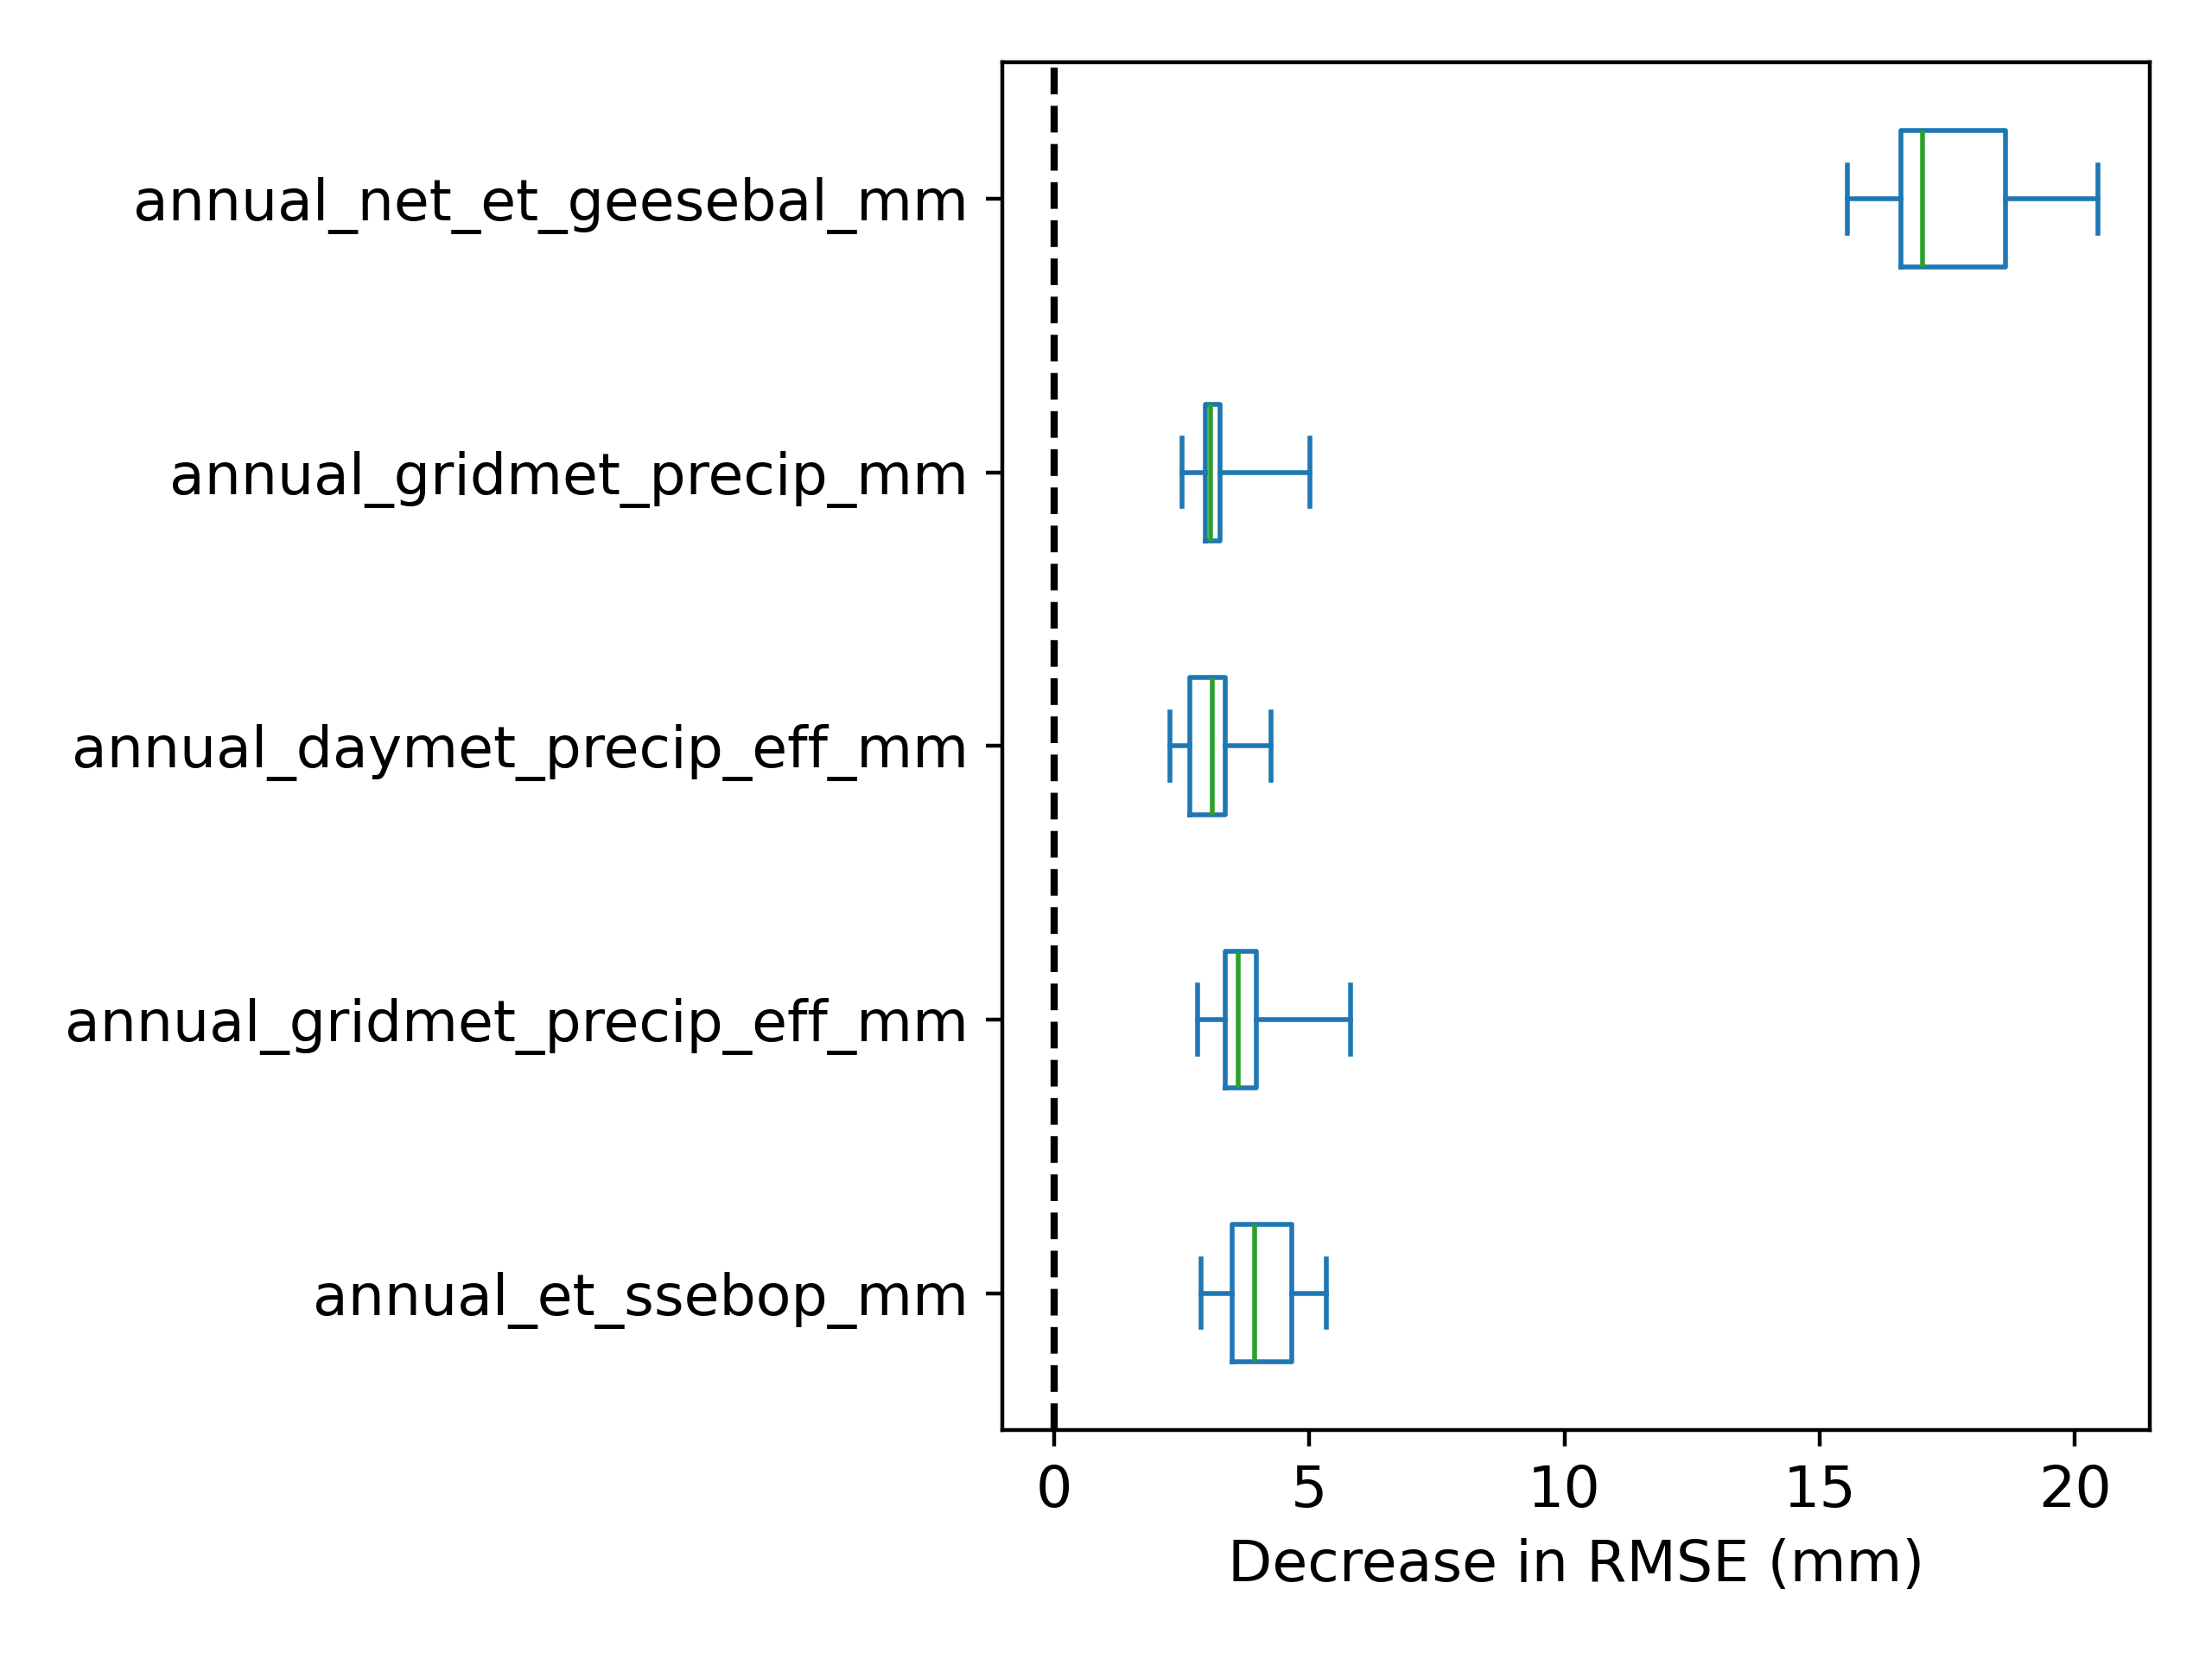 annual_net_et_geesebal_mm
annual_gridmet_precip_mm
annual_daymet_precip_eff_mm
annual_gridmet_precip_eff_mm
annual_et_ssebop_mm
0 5 10 15 20
Decrease in RMSE (mm)